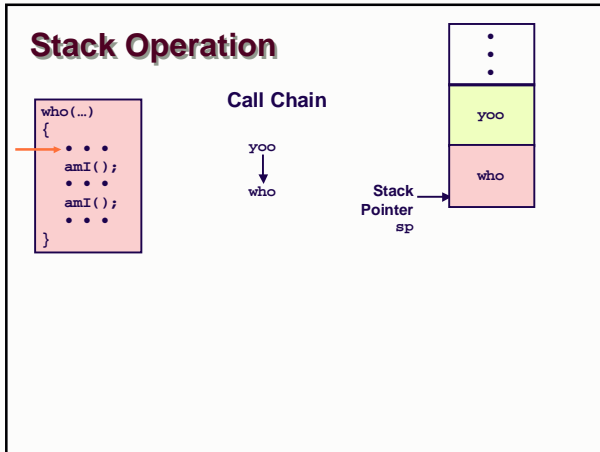 Stack Operation
who(…)
{
• • •
amI();
• • •
amI();
• • •
}
Call Chain
yoo
who
•
•
•
yoo
who
Stack
Pointer
sp